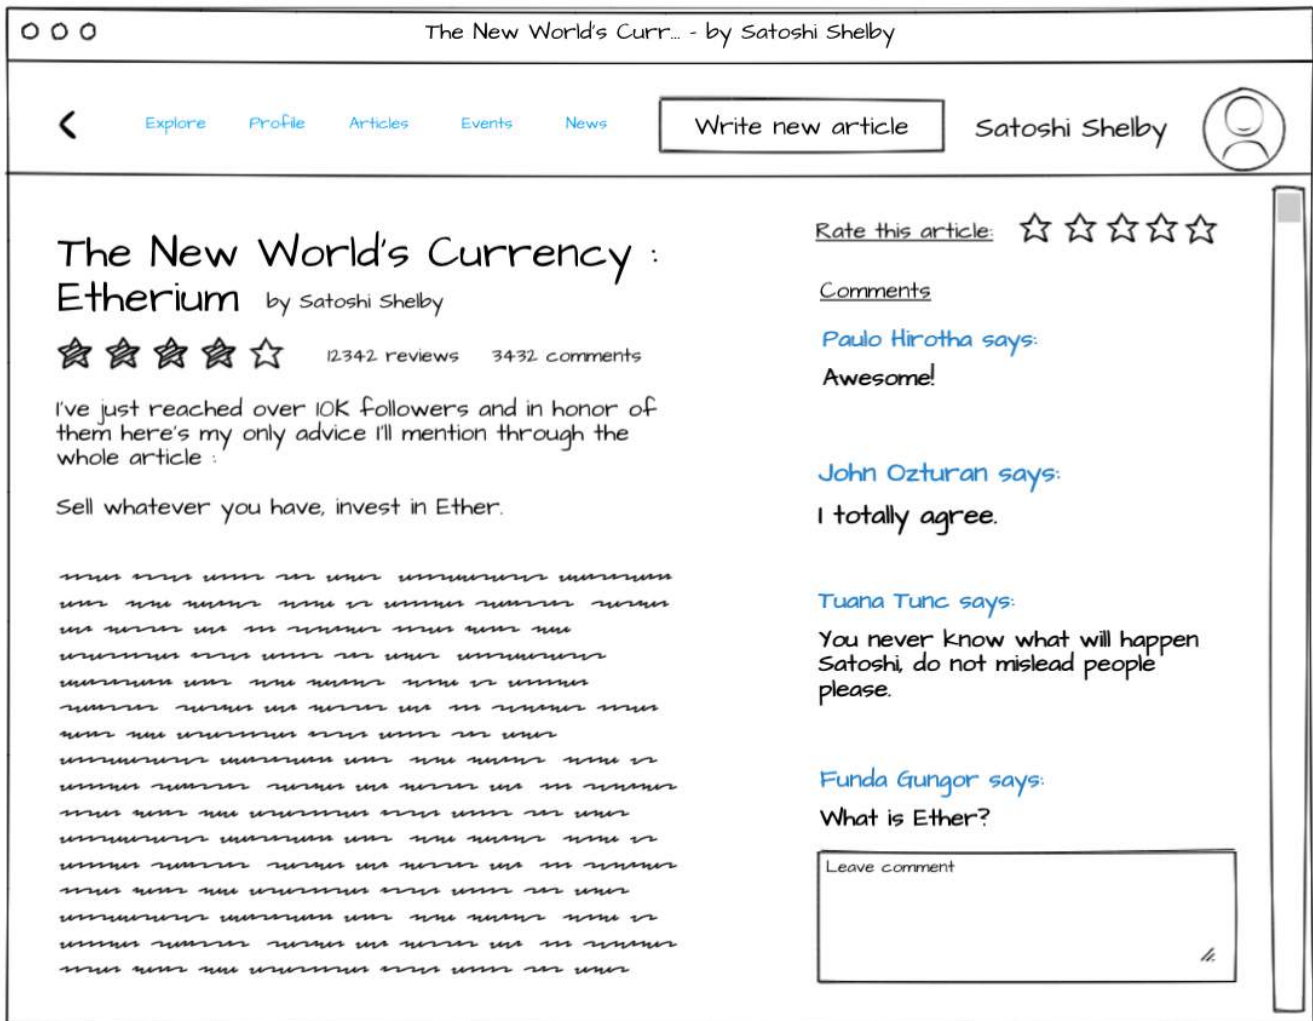 The New World's Curr... - by Satoshi Shelby
Explore Profile Articles Events News Write new article Satoshi Shelby
The New World's Currency :
Etherium by Satoshi Shelby
12342 reviews 3432 comments
I've just reached over 10K followers and in honor of
them here's my only advice I'll mention through the
whole article :
Sell whatever you have, invest in Ether.
Rate this article:
Comments
Paulo Hirotha says:
Awesome!
John Ozturan says:
I totally agree.
Tuana Tunc says:
You never know what will happen
Satoshi, do not mislead people
please.
Funda Gungor says:
What is Ether?
Leave comment